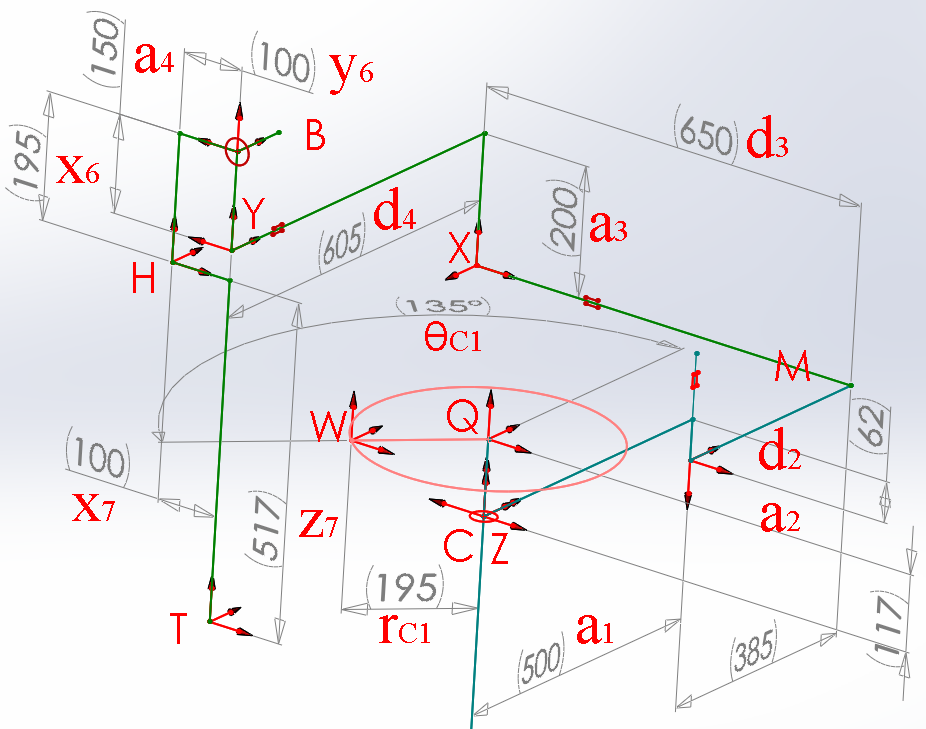 (150)
a4
(100)
y6
B
(650)
d3
(195)
x6
Y
d4
(605)
(200)
a3
X
H
(135°)
θC1
M
W
Q
(62)
d2
(100)
x7
(517)
z7
a2
C
Z
T
(195)
rC1
a1
(500)
(385)
(117)